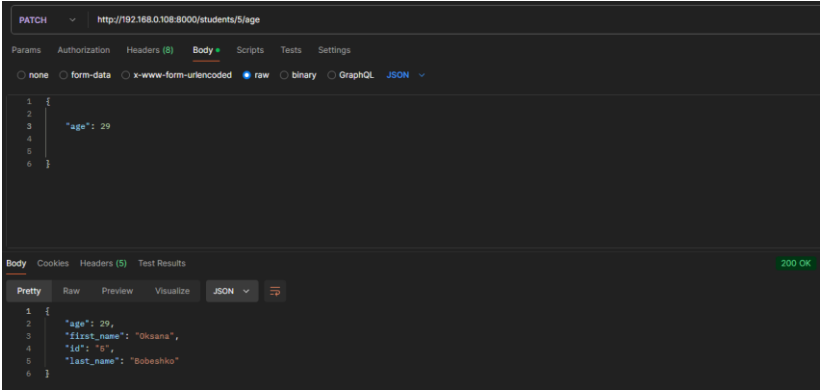 PATCH http://192.168.0.108:8000/students/5/age
Params Authorization Headers (8) Body Scripts Tests Settings
none form-data x-www-form-urlencoded raw binary GraphQL JSON
1 {
2
3 "age": 29
4
5
6 }
Body Cookies Headers (5) Test Results 200 OK
Pretty Raw Preview Visualize JSON
1 {
2 "age": 29,
3 "first_name": "Oksana",
4 "id": "5",
5 "last_name": "Bobeshko"
6 }